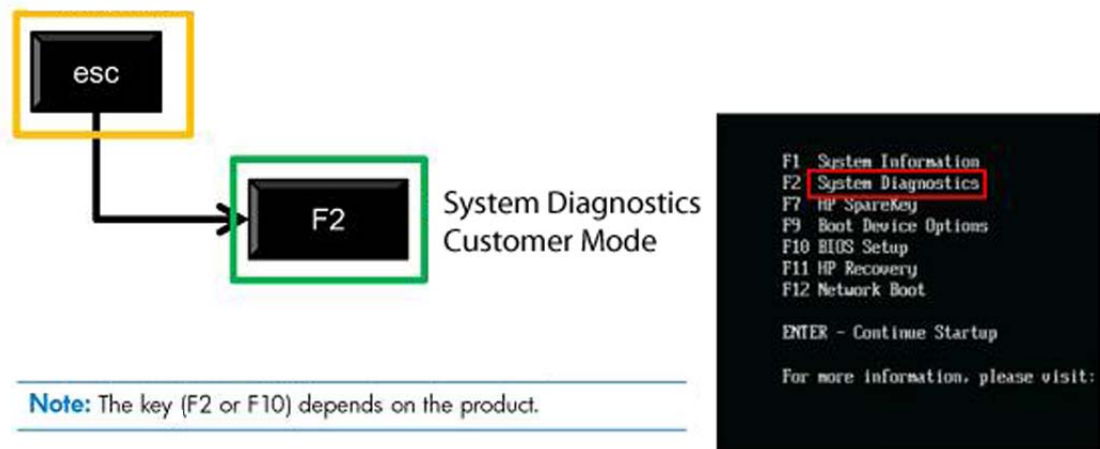 esc
F2
System Diagnostics
Customer Mode
Note: The key (F2 or F10) depends on the product.
F1 System Information
F2 System Diagnostics
F7 HP SpareKey
F9 Boot Device Options
F10 BIOS Setup
F11 HP Recovery
F12 Network Boot
ENTER - Continue Startup
For more information, please visit: